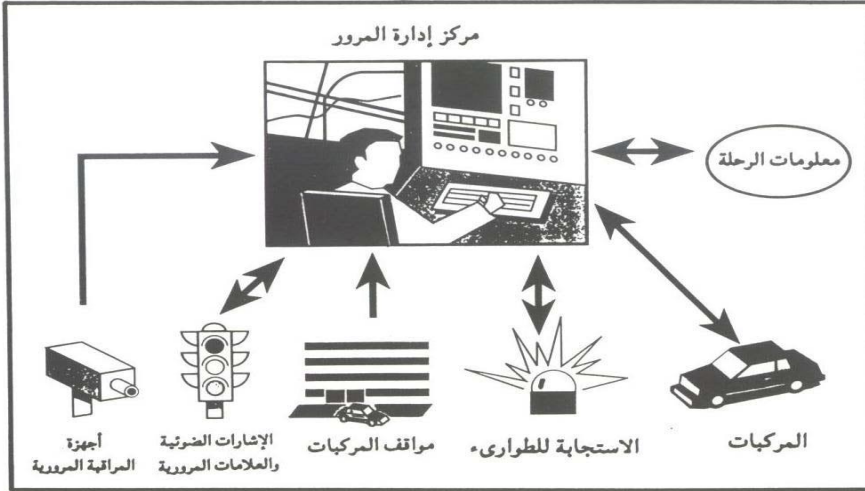 مركز إدارة المرور
معلومات الرحلة
المركبات
الاستجابة للطوارىء
مواقف المركبات
الإشارات الضوئية
والعلامات المرورية
أجهزة
المراقبة المرورية